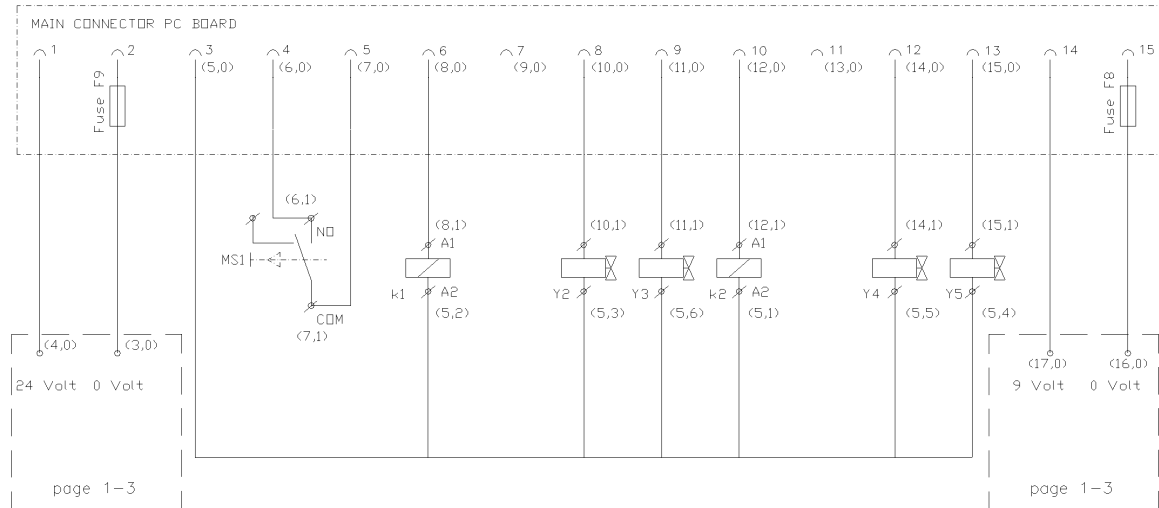 MAIN CONNECTOR PC BOARD
1 2 3 4 5 6 7 8 9 10 11 12 13 14 15
(5,0) (6,0) (7,0) (8,0) (9,0) (10,0) (11,0) (12,0) (13,0) (14,0) (15,0)
Fuse F9
Fuse F8
(6,1)
NO
MS1
COM
(7,1)
(8,1) (10,1) (11,1) (12,1) (14,1) (15,1)
A1 A1
k1 A2 Y2 Y3 k2 A2 Y4 Y5
(5,2) (5,3) (5,6) (5,1) (5,5) (5,4)
(4,0) (3,0)
24 Volt 0 Volt
page 1-3
(17,0) (16,0)
9 Volt 0 Volt
page 1-3